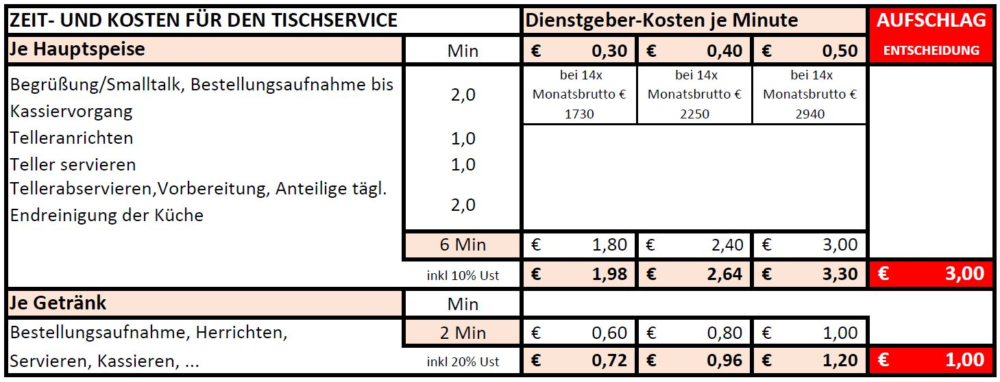 ZEIT- UND KOSTEN FÜR DEN TISCHSERVICE Dienstgeber-Kosten je Minute AUFSCHLAG
Je Hauptspeise Min € 0,30 € 0,40 € 0,50 ENTSCHEIDUNG
Begrüßung/Smalltalk, Bestellungsaufnahme bis
Kassiervorgang
2,0
bei 14x
Monatsbrutto €
1730
bei 14x
Monatsbrutto €
2250
bei 14x
Monatsbrutto €
2940
Telleranrichten 1,0
Teller servieren 1,0
Tellerabservieren,Vorbereitung, Anteilige tägl.
Endreinigung der Küche
2,0
6 Min € 1,80 € 2,40 € 3,00
inkl 10% Ust € 1,98 € 2,64 € 3,30 € 3,00
Je Getränk Min
Bestellungsaufnahme, Herrichten, 2 Min € 0,60 € 0,80 € 1,00
Servieren, Kassieren, ... inkl 20% Ust € 0,72 € 0,96 € 1,20 € 1,00